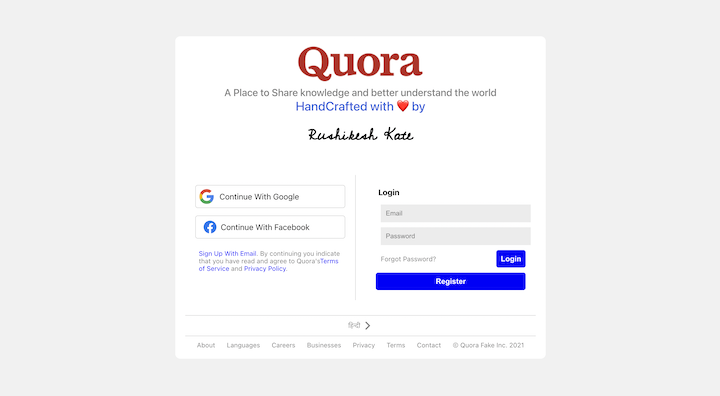 Quora
A Place to Share knowledge and better understand the world
HandCrafted with ❤️ by
Rushikesh Kate
Continue With Google
Continue With Facebook
Sign Up With Email. By continuing you indicate
that you have read and agree to Quora'sTerms
of Service and Privacy Policy.
Login
Email
Password
Forgot Password?
Login
Register
हिन्दी
About
Languages
Careers
Businesses
Privacy
Terms
Contact
© Quora Fake Inc. 2021